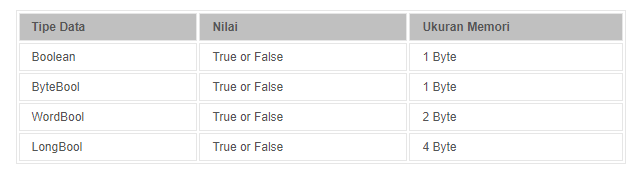 Tipe Data Nilai Ukuran Memori
Boolean True or False 1 Byte
ByteBool True or False 1 Byte
WordBool True or False 2 Byte
LongBool True or False 4 Byte